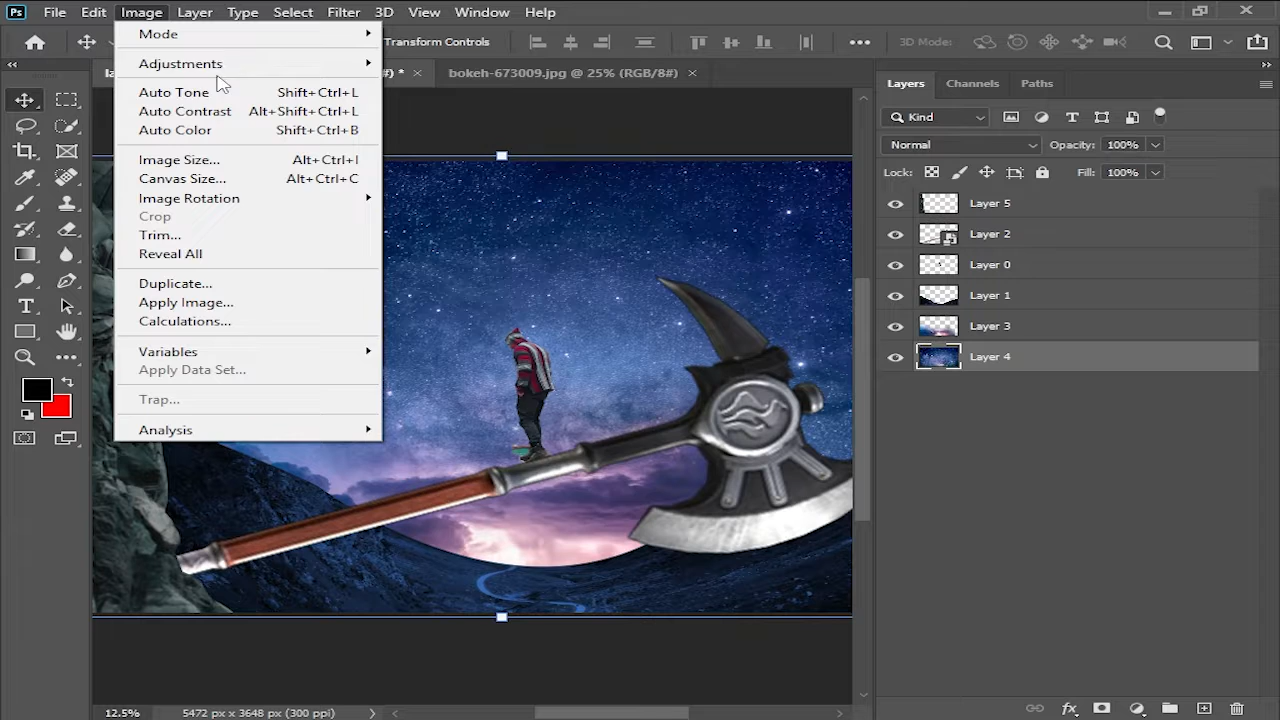 Ps File Edit Image Layer Type Select Filter 3D View Window Help
Transform Controls 3D Mode:
#) * × bokeh-673009.jpg @ 25% (RGB/8#) ×
Mode
Adjustments
Auto Tone Shift+Ctrl+L
Auto Contrast Alt+Shift+Ctrl+L
Auto Color Shift+Ctrl+B
Image Size... Alt+Ctrl+I
Canvas Size... Alt+Ctrl+C
Image Rotation
Crop
Trim...
Reveal All
Duplicate...
Apply Image...
Calculations...
Variables
Apply Data Set...
Trap...
Analysis
Layers Channels Paths
Kind
Normal Opacity: 100%
Lock: Fill: 100%
Layer 5
Layer 2
Layer 0
Layer 1
Layer 3
Layer 4
12.5% 5472 px x 3648 px (300 ppi)